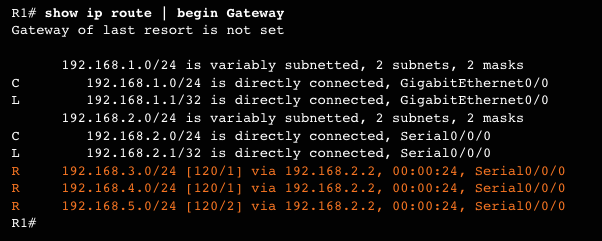 R1# show ip route | begin Gateway
Gateway of last resort is not set
192.168.1.0/24 is variably subnetted, 2 subnets, 2 masks
C 192.168.1.0/24 is directly connected, GigabitEthernet0/0
L 192.168.1.1/32 is directly connected, GigabitEthernet0/0
192.168.2.0/24 is variably subnetted, 2 subnets, 2 masks
C 192.168.2.0/24 is directly connected, Serial0/0/0
L 192.168.2.1/32 is directly connected, Serial0/0/0
R 192.168.3.0/24 [120/1] via 192.168.2.2, 00:00:24, Serial0/0/0
R 192.168.4.0/24 [120/1] via 192.168.2.2, 00:00:24, Serial0/0/0
R 192.168.5.0/24 [120/2] via 192.168.2.2, 00:00:24, Serial0/0/0
R1#